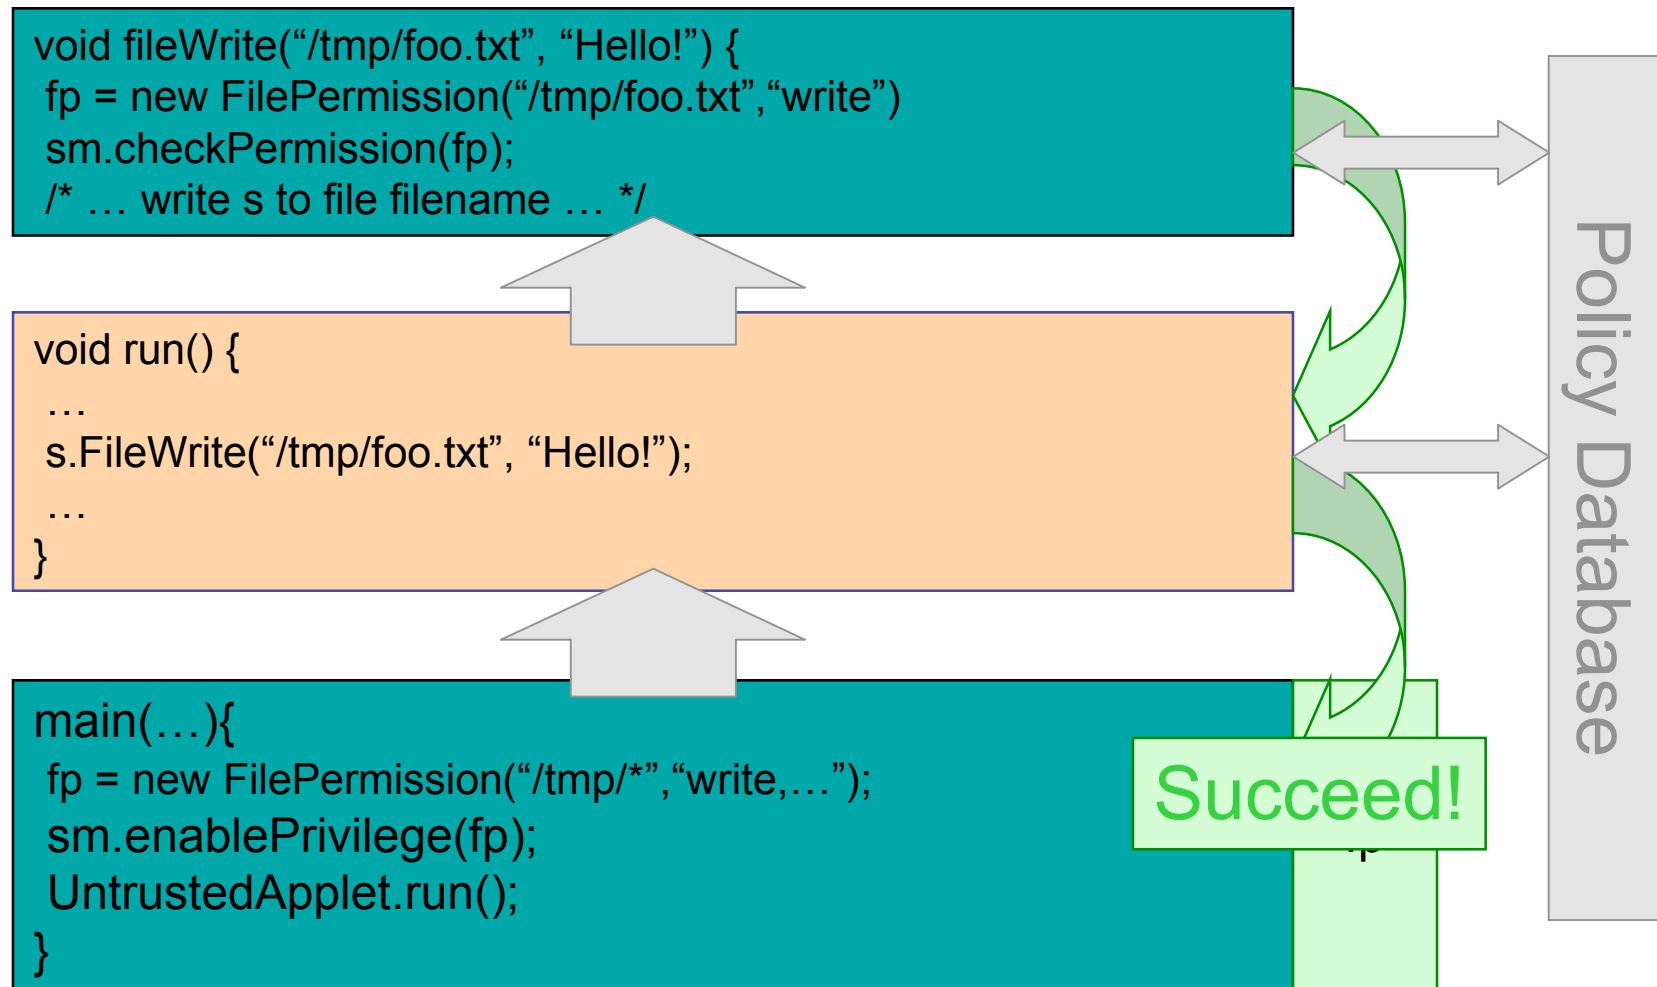 void fileWrite(“/tmp/foo.txt”, “Hello!”) {
fp = new FilePermission(“/tmp/foo.txt”,“write”)
sm.checkPermission(fp);
/* … write s to file filename … */
void run() {
…
s.FileWrite(“/tmp/foo.txt”, “Hello!”);
…
}
main(…){
fp = new FilePermission(“/tmp/*”,“write,…”);
sm.enablePrivilege(fp);
UntrustedApplet.run();
}
Succeed!
Policy Database